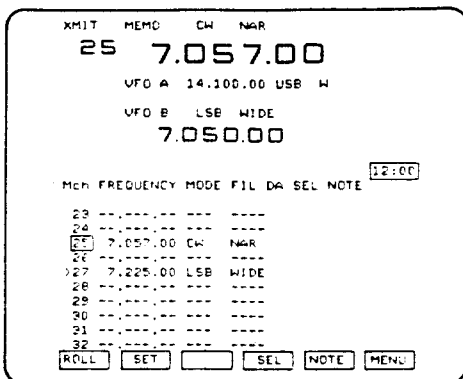 XMIT MEMO CW NAR
25 7.057.00
VFO A 14.100.00 USB W
VFO B LSB WIDE
7.050.00
12:00
Mch FREQUENCY MODE FIL DA SEL NOTE
23 --.---.-- --- ----
24 --.---.-- --- ----
25 7.057.00 CW NAR
26 --.---.-- --- ----
>27 7.225.00 LSB WIDE
28 --.---.-- --- ----
29 --.---.-- --- ----
30 --.---.-- --- ----
31 --.---.-- --- ----
32 --.---.-- --- ----
ROLL SET SEL NOTE MENU